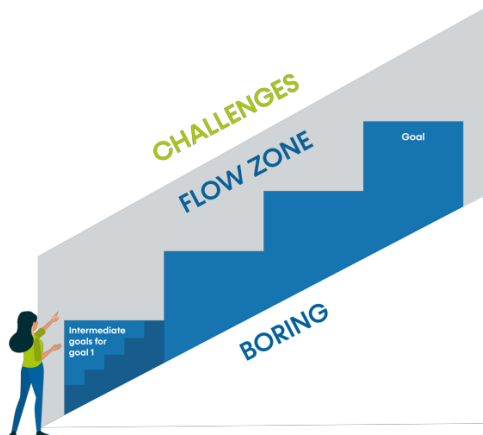 CHALLENGES
FLOW ZONE
Goal
Intermediate
goals for
goal 1
BORING